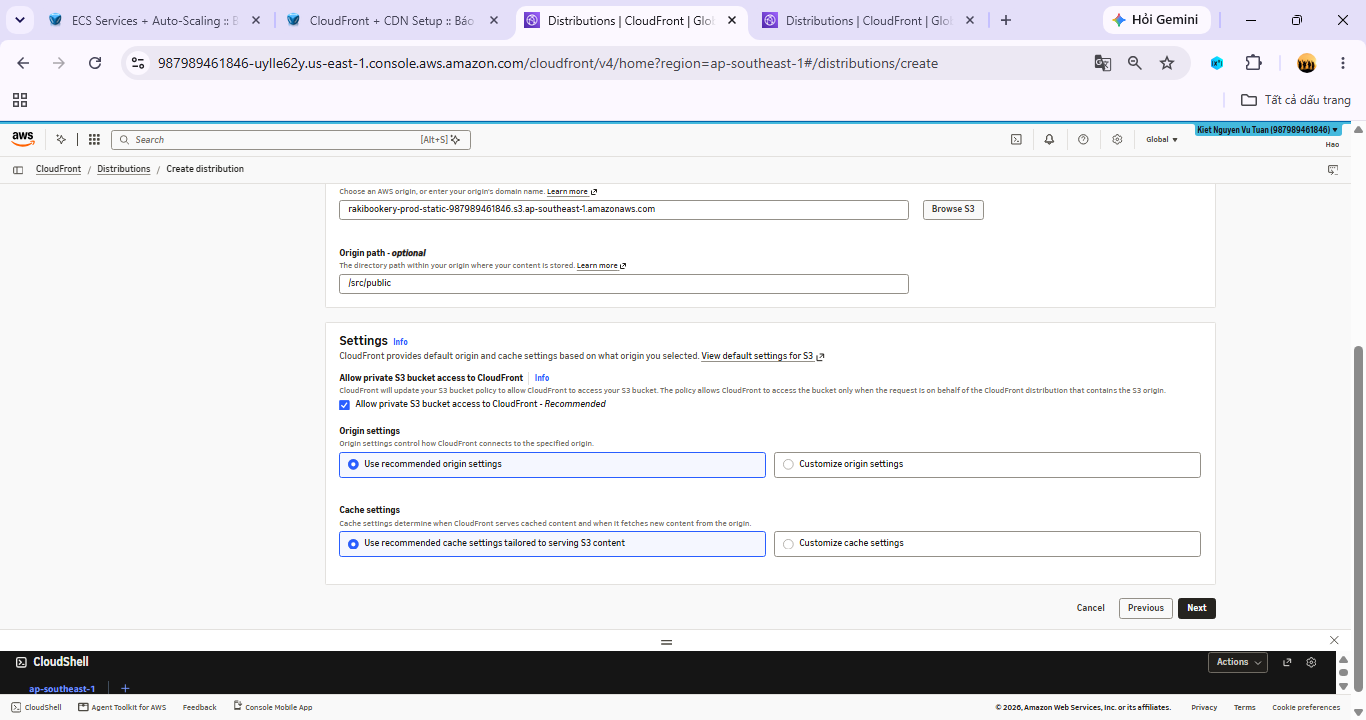 ECS Services + Auto-Scaling :: B
CloudFront + CDN Setup :: Báo
Distributions | CloudFront | Glob
Distributions | CloudFront | Glob
Hỏi Gemini
987989461846-uylle62y.us-east-1.console.aws.amazon.com/cloudfront/v4/home?region=ap-southeast-1#/distributions/create
Tất cả dấu trang
aws
Search
[Alt+S]
Global
Kiet Nguyen Vu Tuan (987989461846)
Hao
CloudFront / Distributions / Create distribution
Choose an AWS origin, or enter your origin's domain name. Learn more
rakibookery-prod-static-987989461846.s3.ap-southeast-1.amazonaws.com
Browse S3
Origin path - optional
The directory path within your origin where your content is stored. Learn more
/src/public
Settings Info
CloudFront provides default origin and cache settings based on what origin you selected. View default settings for S3
Allow private S3 bucket access to CloudFront Info
CloudFront will update your S3 bucket policy to allow CloudFront to access your S3 bucket. The policy allows CloudFront to access the bucket only when the request is on behalf of the CloudFront distribution that contains the S3 origin.
Allow private S3 bucket access to CloudFront - Recommended
Origin settings
Origin settings control how CloudFront connects to the specified origin.
Use recommended origin settings
Customize origin settings
Cache settings
Cache settings determine when CloudFront serves cached content and when it fetches new content from the origin.
Use recommended cache settings tailored to serving S3 content
Customize cache settings
Cancel
Previous
Next
CloudShell
Actions
ap-southeast-1
CloudShell
Agent Toolkit for AWS
Feedback
Console Mobile App
© 2026, Amazon Web Services, Inc. or its affiliates.
Privacy
Terms
Cookie preferences